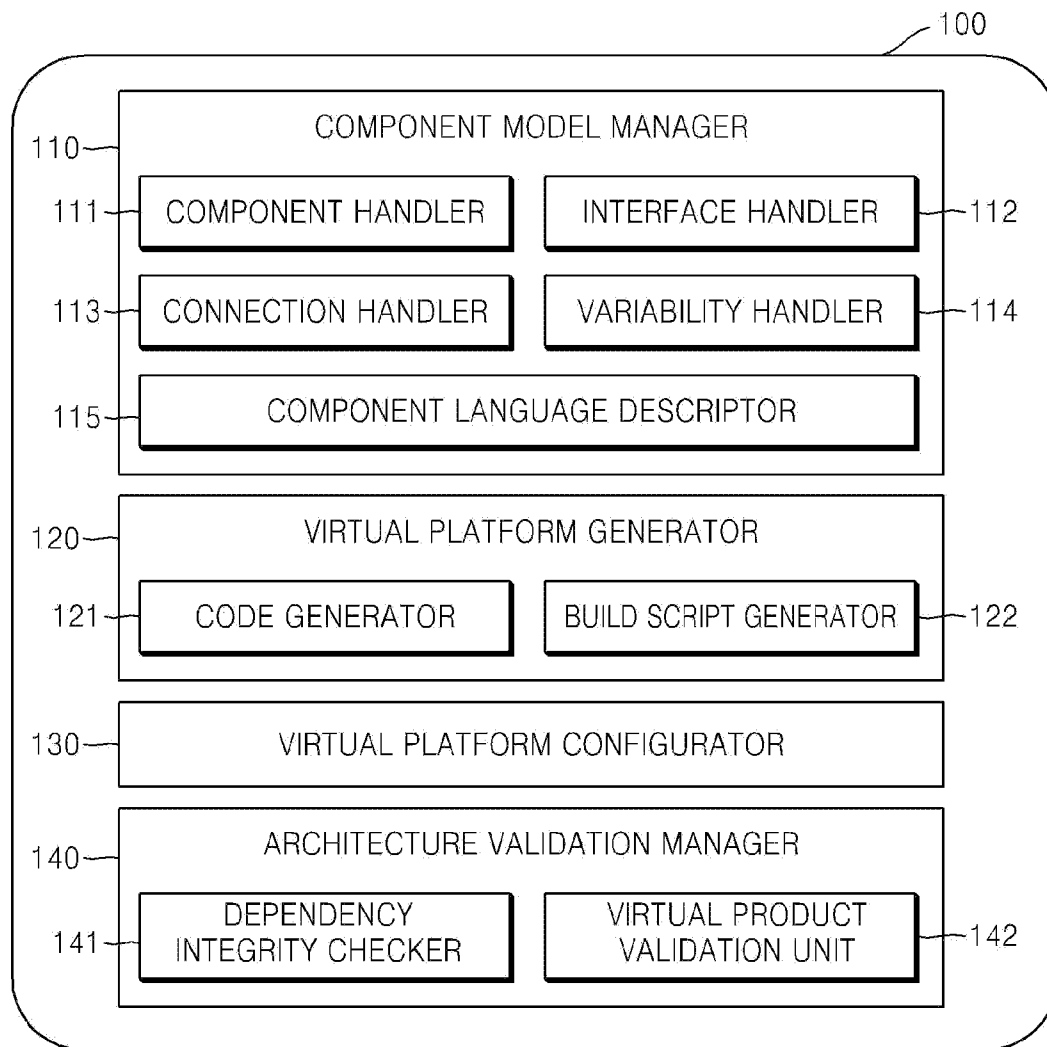 100
COMPONENT MODEL MANAGER
110
111
COMPONENT HANDLER
INTERFACE HANDLER
112
113
CONNECTION HANDLER
VARIABILITY HANDLER
114
115
COMPONENT LANGUAGE DESCRIPTOR
120
VIRTUAL PLATFORM GENERATOR
121
CODE GENERATOR
BUILD SCRIPT GENERATOR
122
130
VIRTUAL PLATFORM CONFIGURATOR
140
ARCHITECTURE VALIDATION MANAGER
141
DEPENDENCY
INTEGRITY CHECKER
VIRTUAL PRODUCT
VALIDATION UNIT
142